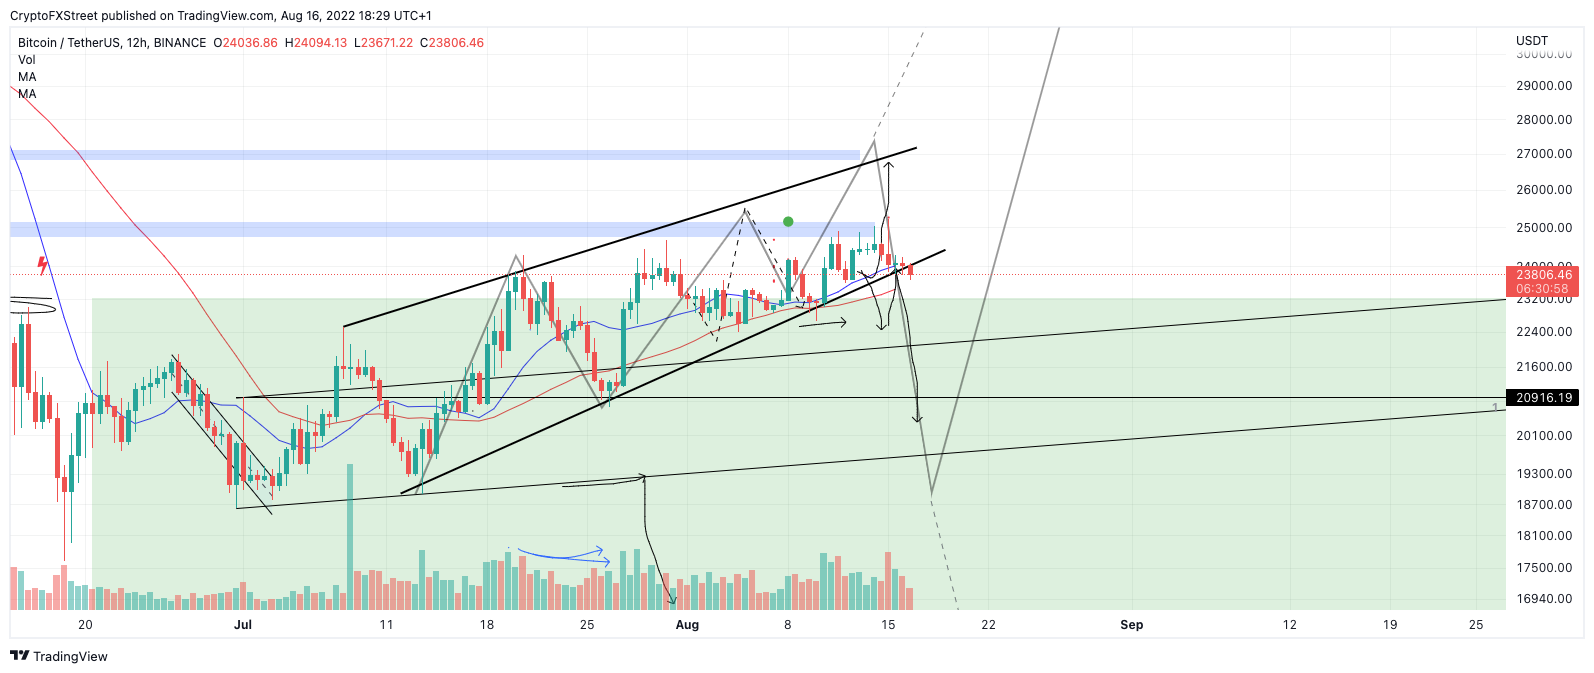 CryptoFXStreet published on TradingView.com, Aug 16, 2022 18:29 UTC+1
Bitcoin / TetherUS, 12h, BINANCE O24036.86 H24094.13 L23671.22 C23806.46
Vol
MA
MA
USDT
30000.00
29000.00
28000.00
27000.00
26000.00
25000.00
24000.00
23806.46
06:30:58
23200.00
22400.00
21600.00
20916.19
1
20100.00
19300.00
18700.00
18100.00
17500.00
16940.00
20 Jul 11 18 25 Aug 8 15 22 Sep 12 19 25
TradingView